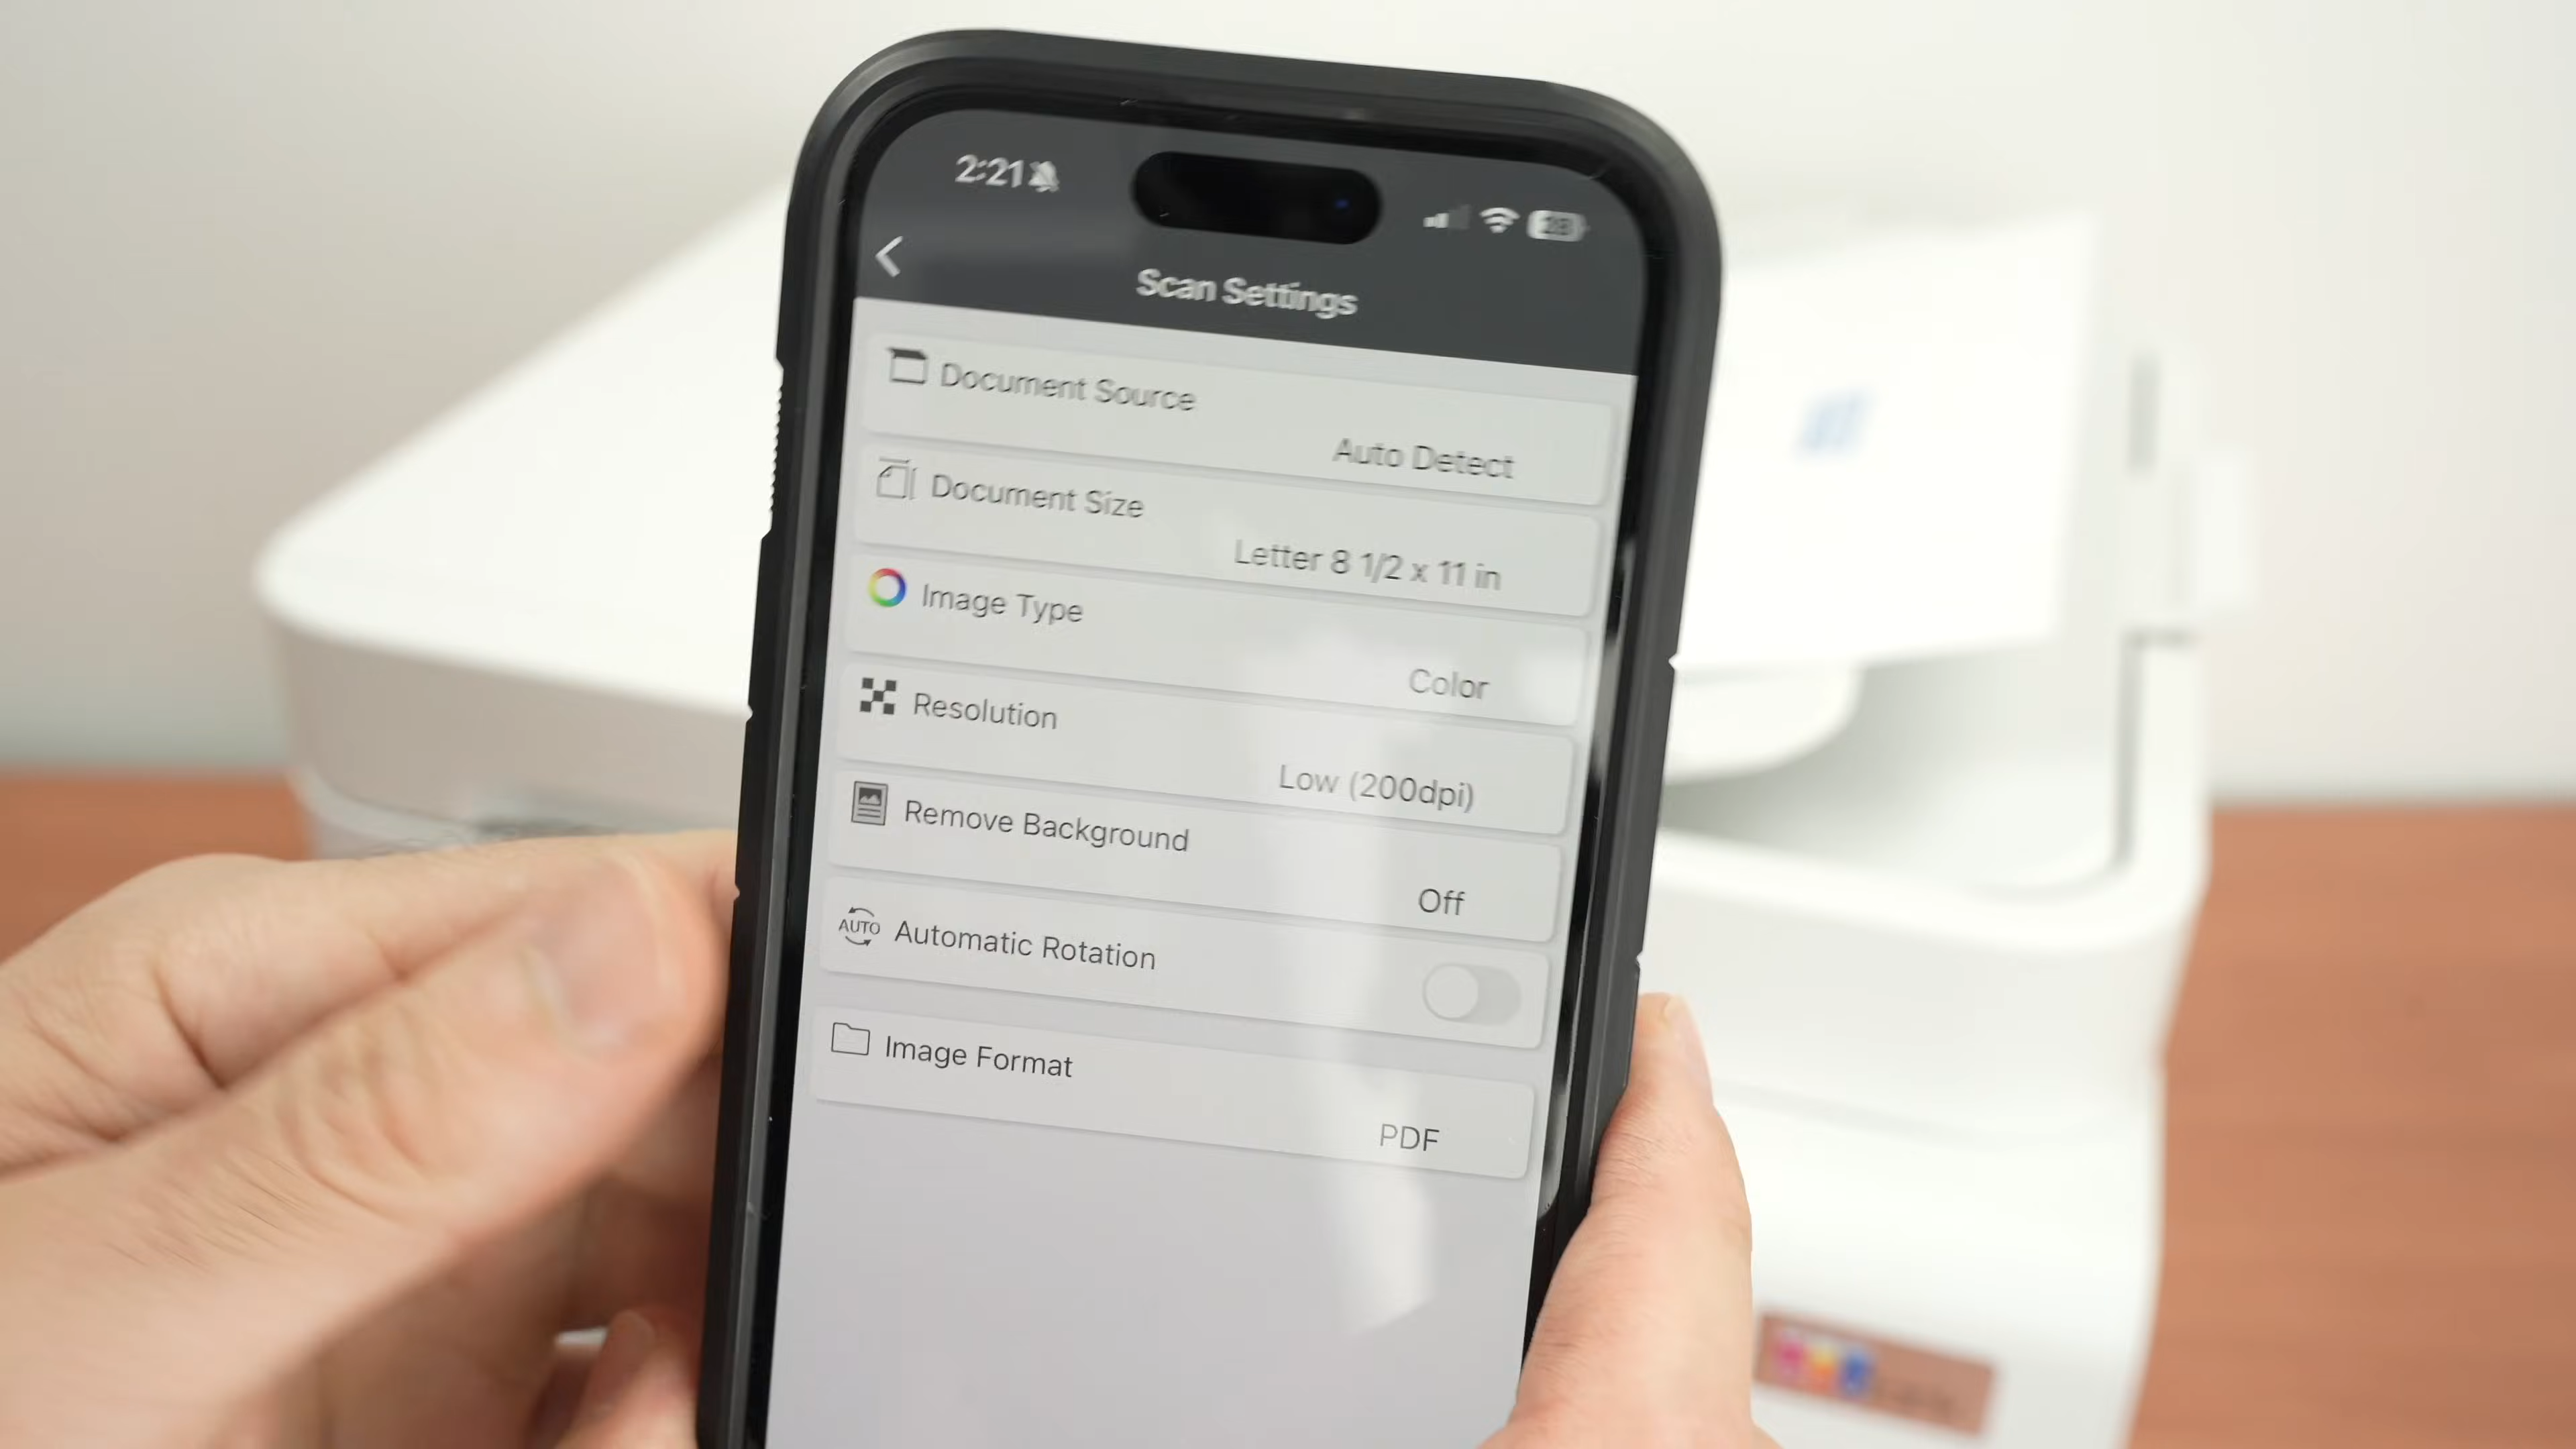 2:21
Scan Settings
Document Source
Auto Detect
Document Size
Letter 8 1/2 x 11 in
Image Type
Color
Resolution
Low (200dpi)
Remove Background
Off
AUTO Automatic Rotation
Image Format
PDF